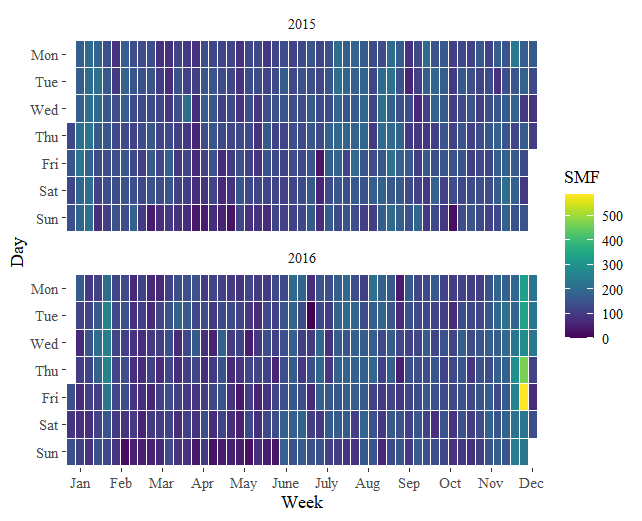 2015
Mon
Tue
Wed
Thu
Fri
Sat
Sun
2016
Mon
Tue
Wed
Thu
Fri
Sat
Sun
Jan Feb Mar Apr May June July Aug Sep Oct Nov Dec
Week
Day
SMF
500
400
300
200
100
0